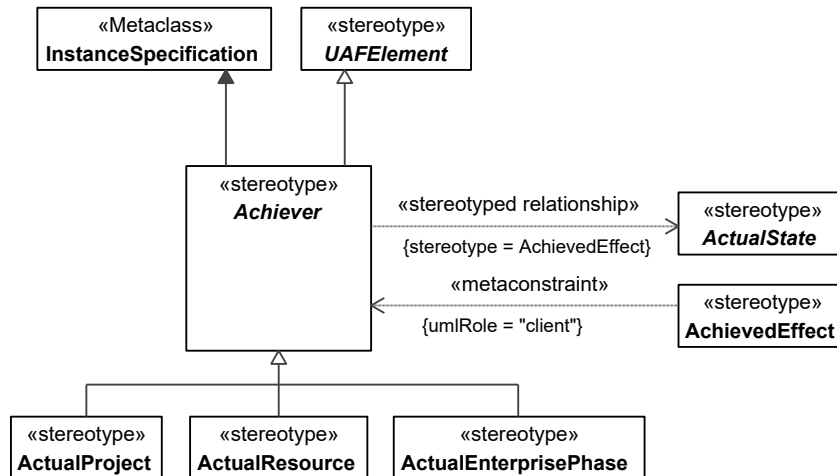 «Metaclass»
InstanceSpecification
«stereotype»
UAFElement
«stereotype»
Achiever
«stereotyped relationship»
{stereotype = AchievedEffect}
«stereotype»
ActualState
«metaconstraint»
{umlRole = "client"}
«stereotype»
AchievedEffect
«stereotype»
ActualProject
«stereotype»
ActualResource
«stereotype»
ActualEnterprisePhase